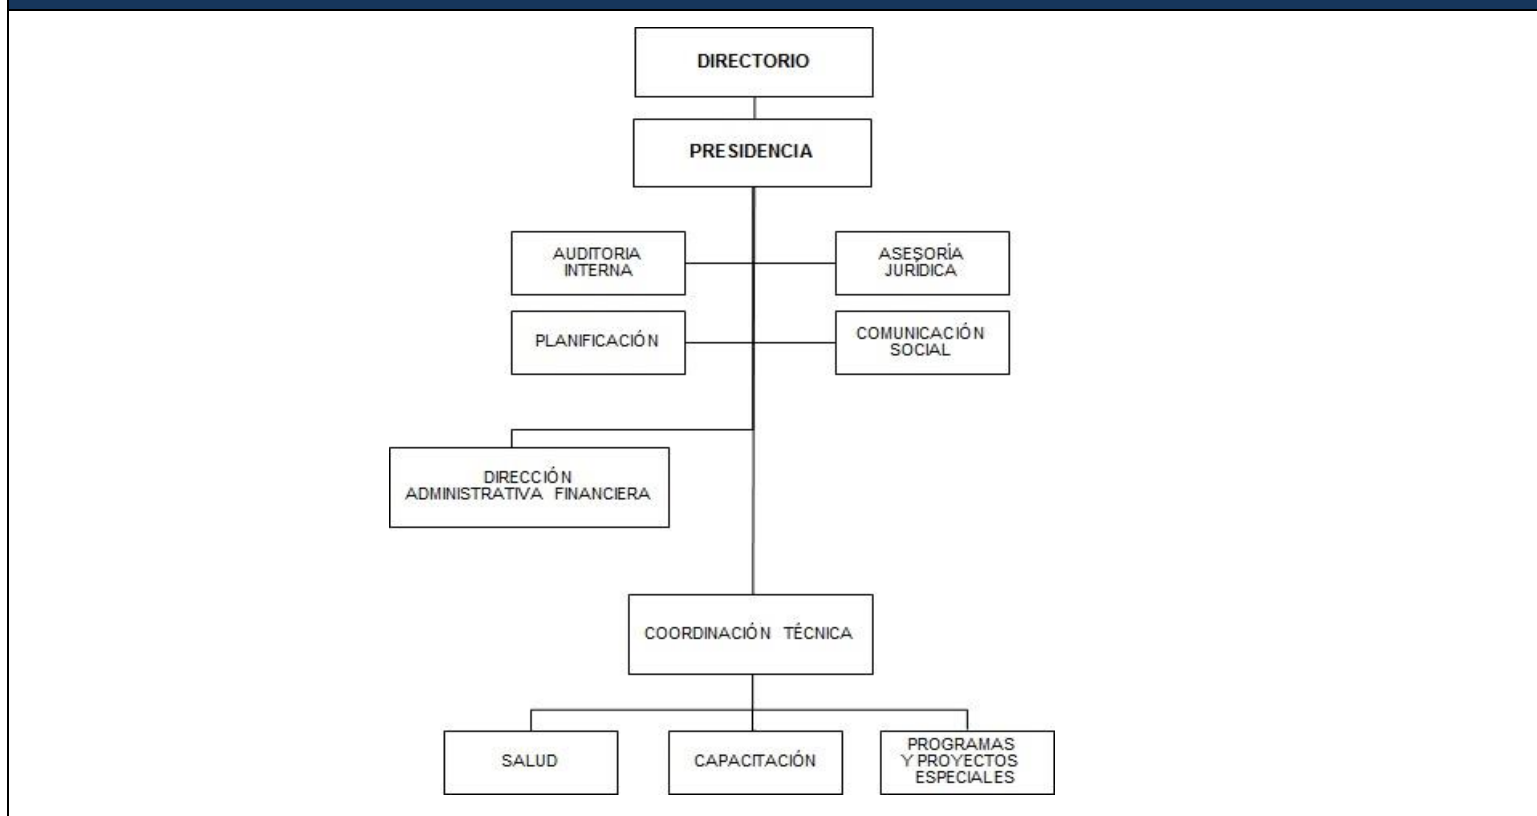 DIRECTORIO
PRESIDENCIA
AUDITORIA
INTERNA
ASESORÍA
JURÍDICA
PLANIFICACIÓN
COMUNICACIÓN
SOCIAL
DIRECCIÓN
ADMINISTRATIVA FINANCIERA
COORDINACIÓN TÉCNICA
SALUD
CAPACITACIÓN
PROGRAMAS
Y PROYECTOS
ESPECIALES